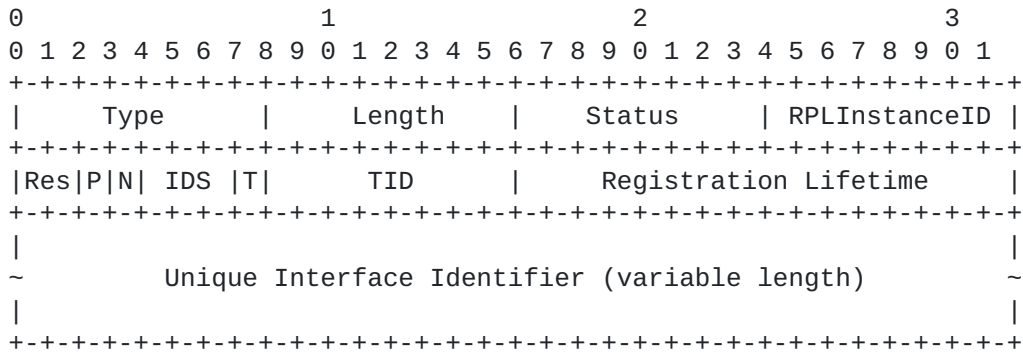 0                   1                   2                   3
0 1 2 3 4 5 6 7 8 9 0 1 2 3 4 5 6 7 8 9 0 1 2 3 4 5 6 7 8 9 0 1
+-+-+-+-+-+-+-+-+-+-+-+-+-+-+-+-+-+-+-+-+-+-+-+-+-+-+-+-+-+-+-+-+
|     Type      |     Length    |    Status     | RPLInstanceID |
+-+-+-+-+-+-+-+-+-+-+-+-+-+-+-+-+-+-+-+-+-+-+-+-+-+-+-+-+-+-+-+-+
|Res|P|N| IDS |T|      TID      |     Registration Lifetime     |
+-+-+-+-+-+-+-+-+-+-+-+-+-+-+-+-+-+-+-+-+-+-+-+-+-+-+-+-+-+-+-+-+
|                                                               |
~         Unique Interface Identifier (variable length)         ~
|                                                               |
+-+-+-+-+-+-+-+-+-+-+-+-+-+-+-+-+-+-+-+-+-+-+-+-+-+-+-+-+-+-+-+-+